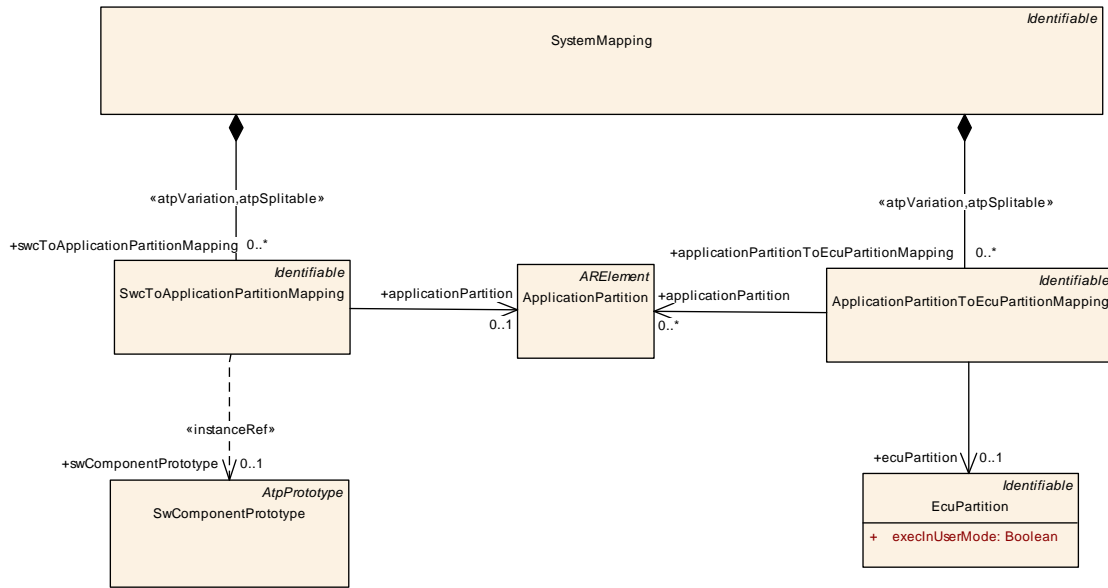 Identifiable
SystemMapping
«atpVariation,atpSplitable»
«atpVariation,atpSplitable»
+swcToApplicationPartitionMapping 0..*
+applicationPartitionToEcuPartitionMapping 0..*
Identifiable
SwcToApplicationPartitionMapping
ARElement
ApplicationPartition
Identifiable
ApplicationPartitionToEcuPartitionMapping
+applicationPartition
0..1
+applicationPartition
0..*
«instanceRef»
+swComponentPrototype 0..1
+ecuPartition 0..1
AtpPrototype
SwComponentPrototype
Identifiable
EcuPartition
+ execInUserMode: Boolean